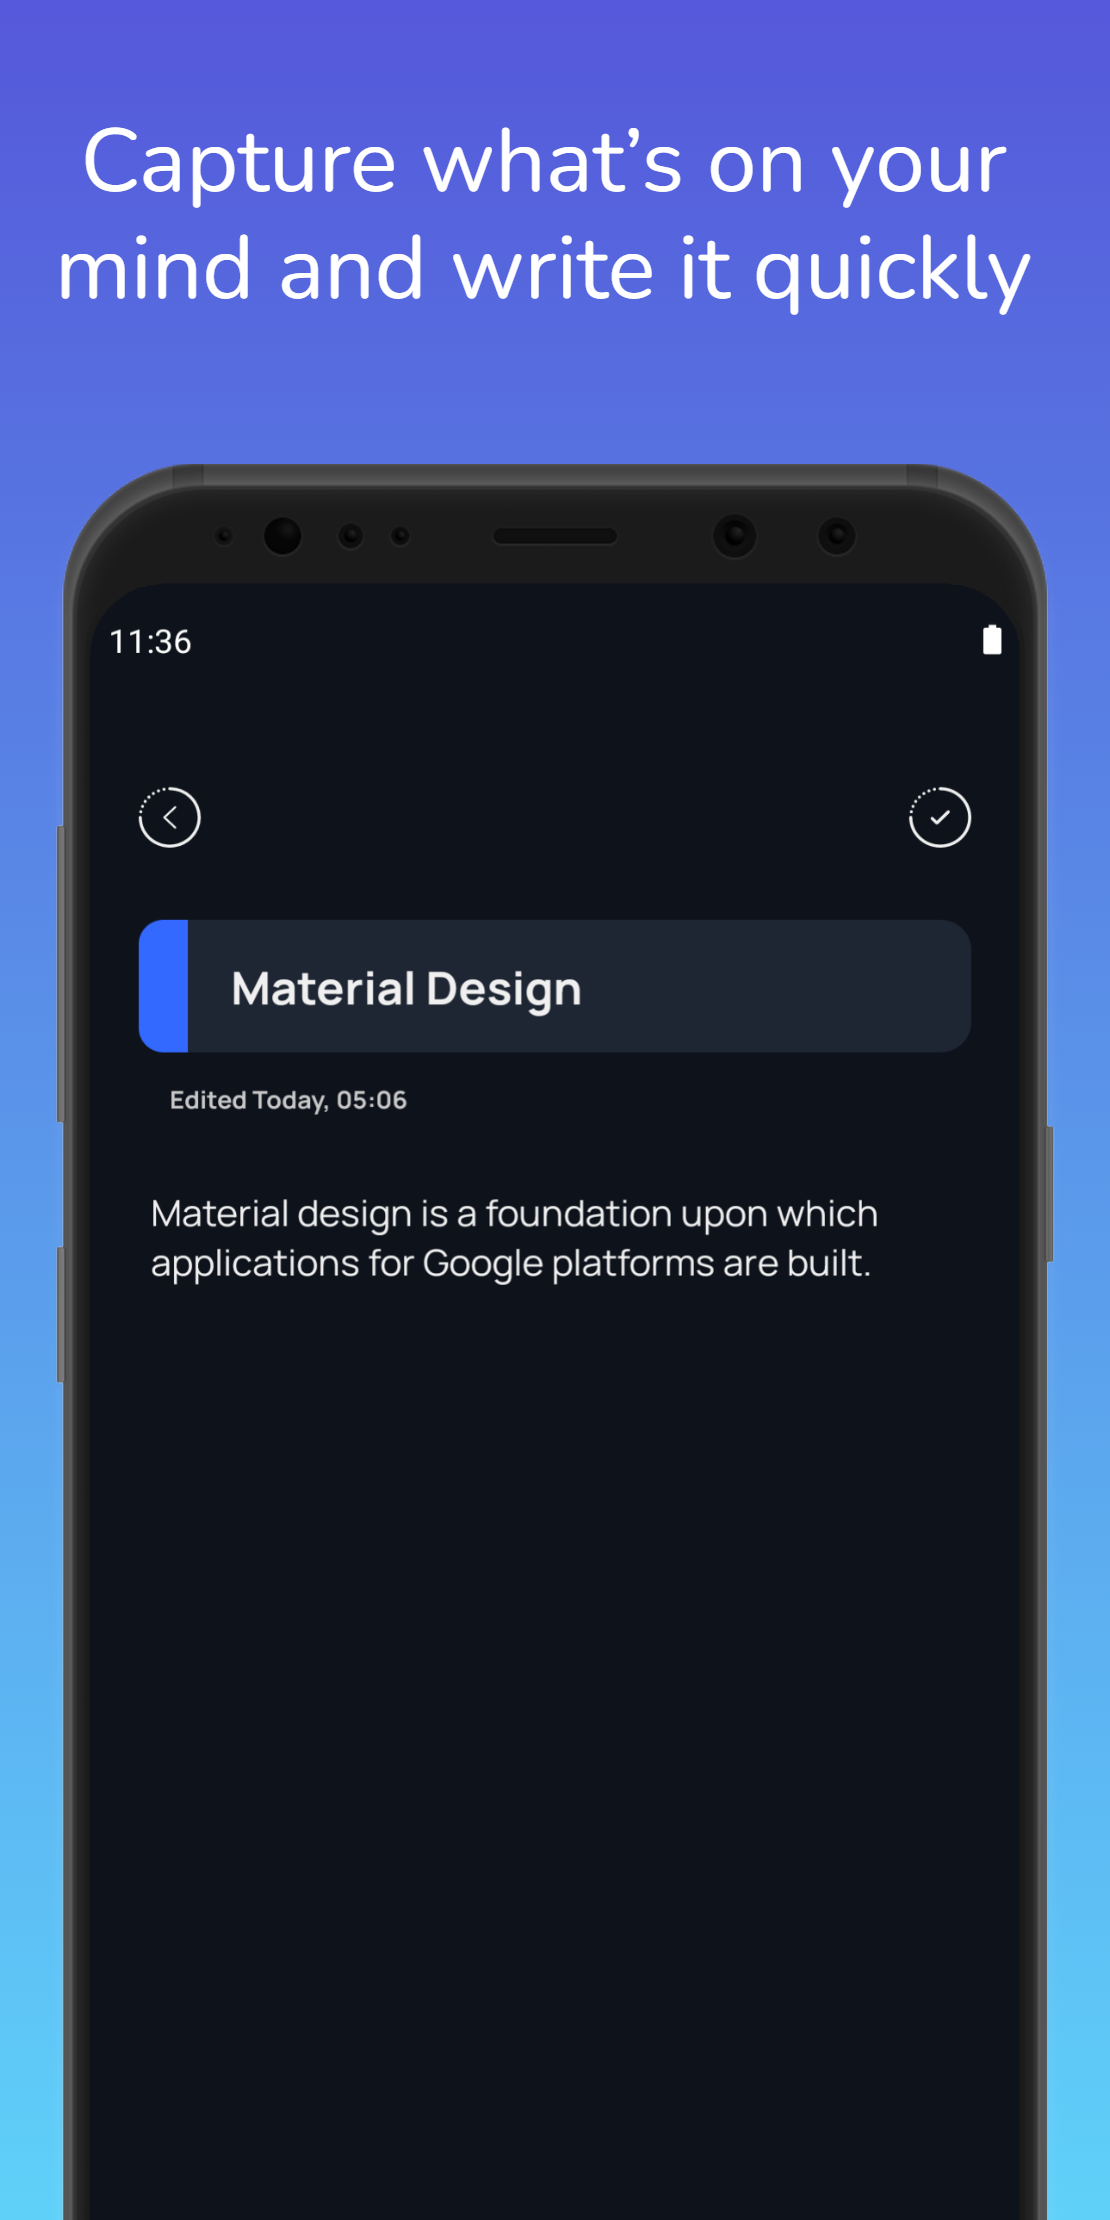 Capture what’s on your
mind and write it quickly
11:36
Material Design
Edited Today, 05:06
Material design is a foundation upon which
applications for Google platforms are built.